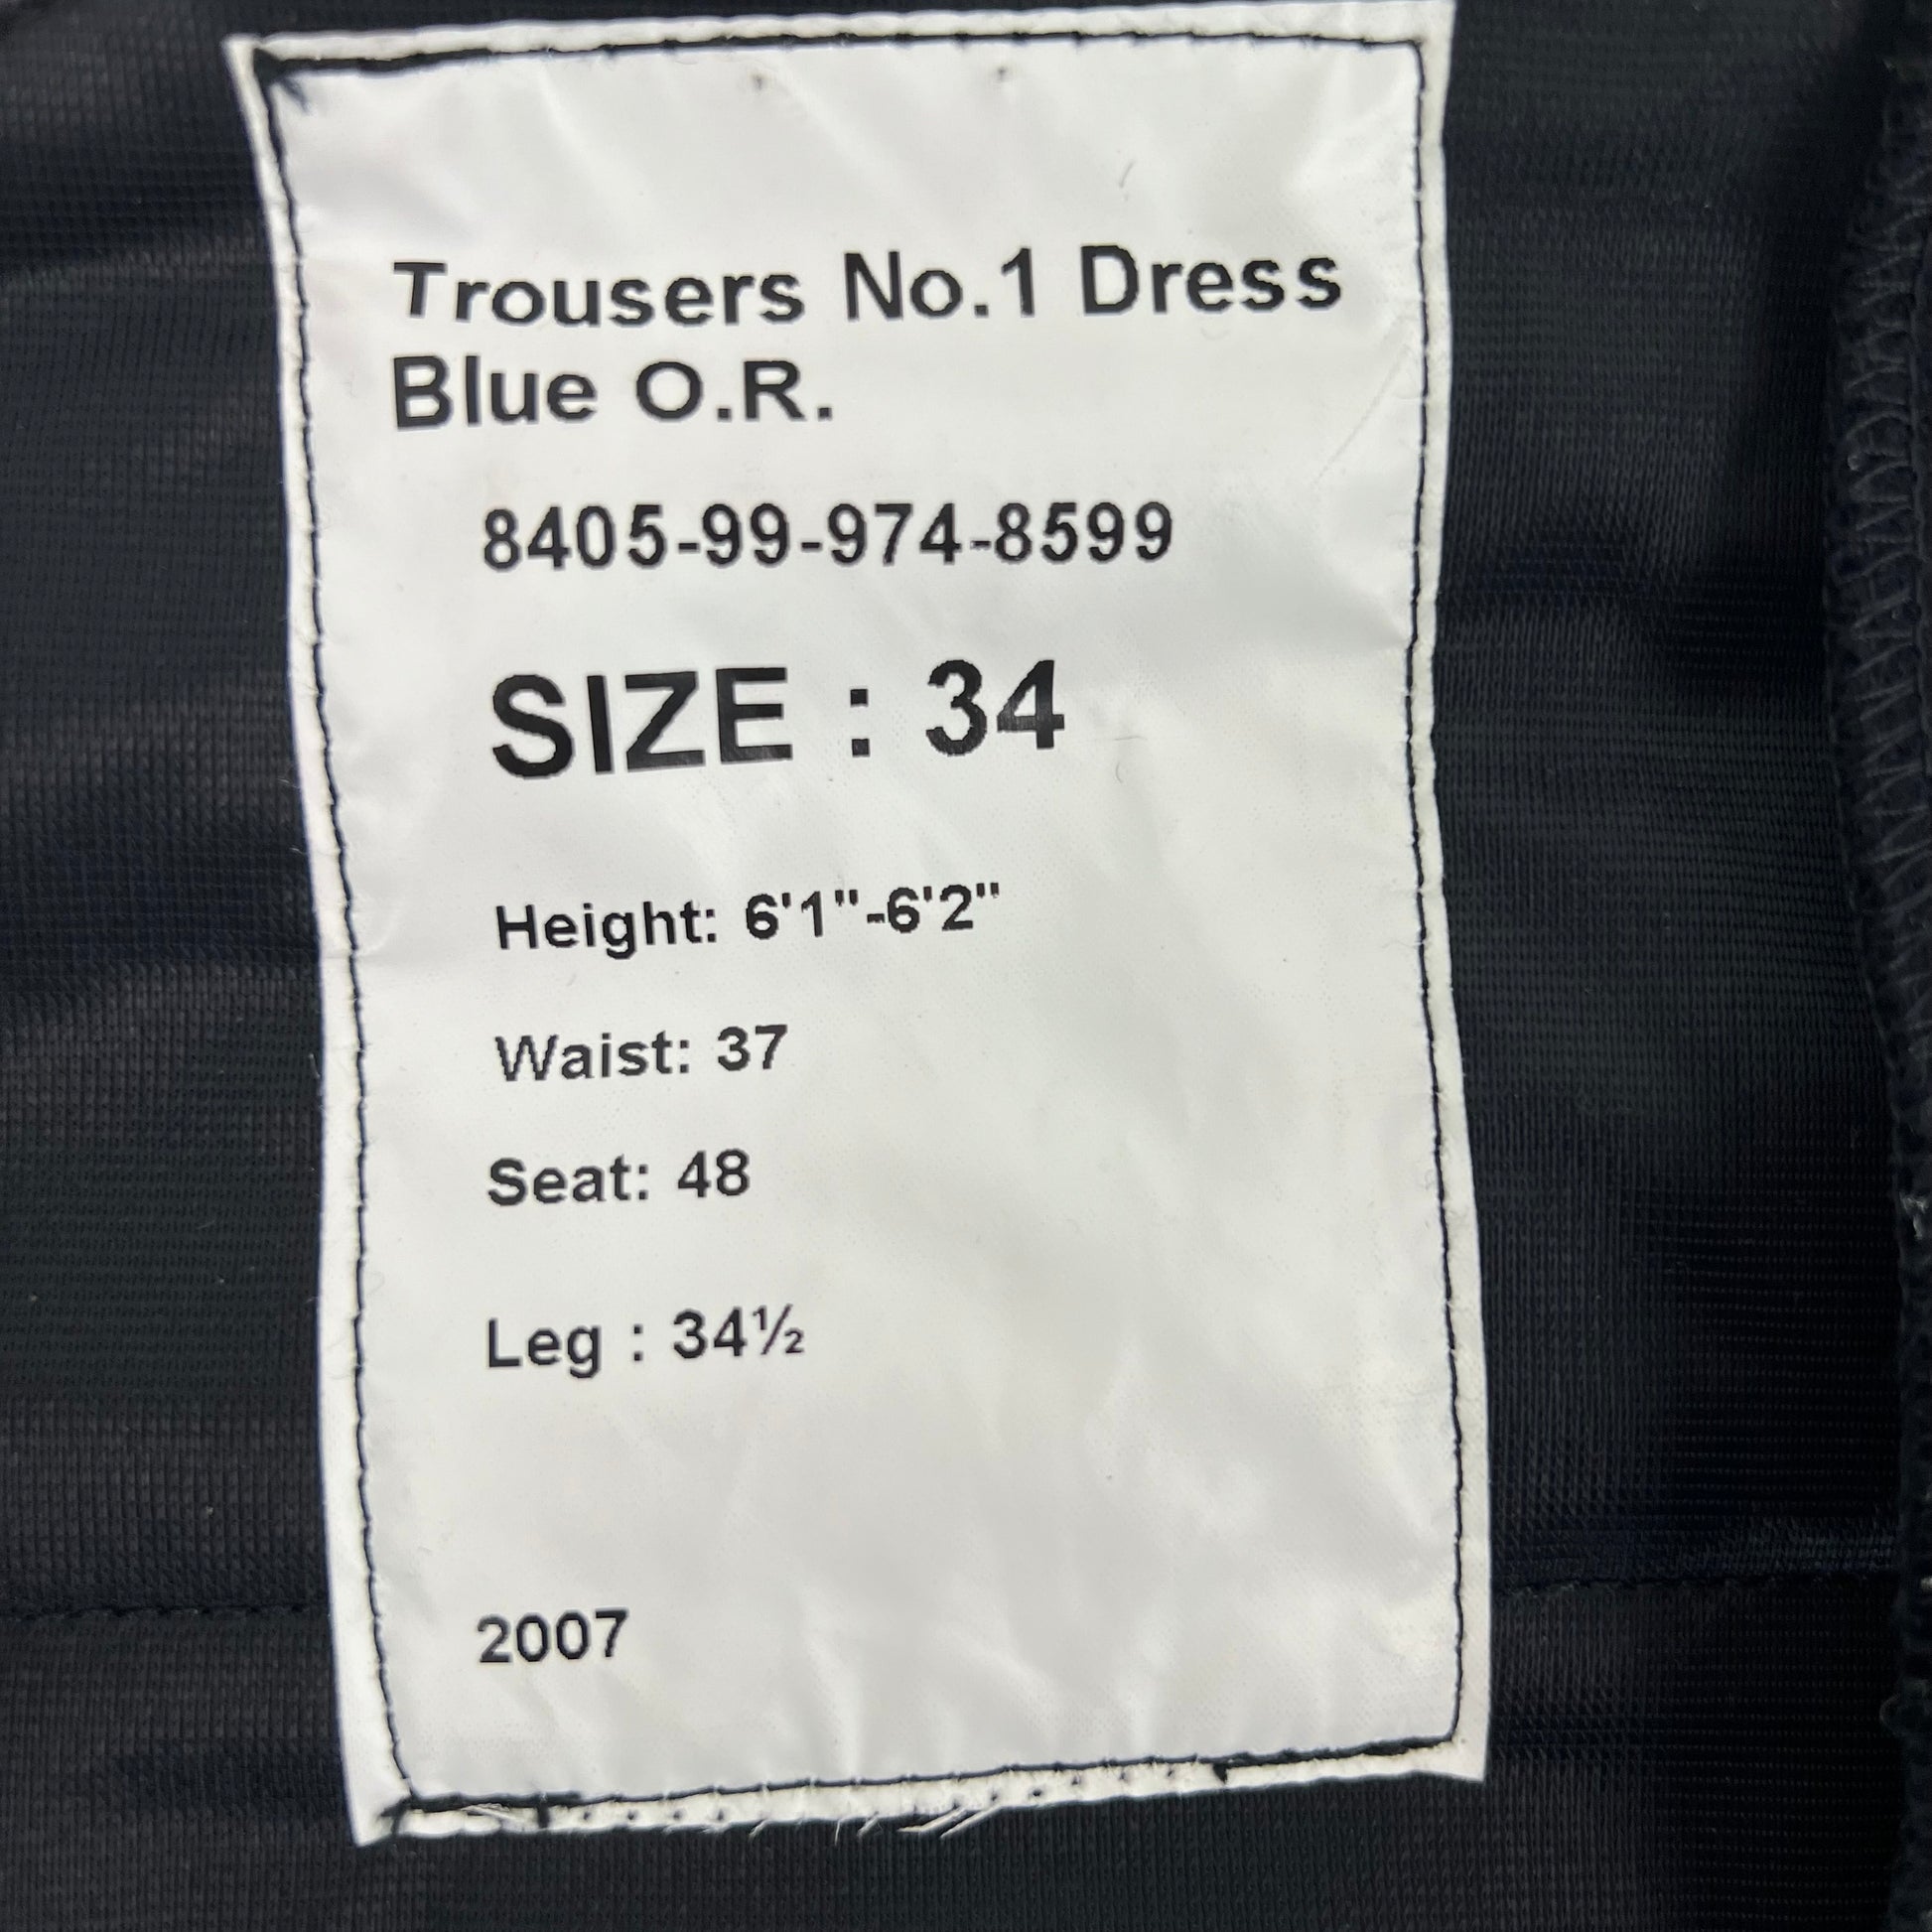 Trousers No.1 Dress
Blue O.R.
8405-99-974-8599
SIZE : 34
Height: 6'1"-6'2"
Waist: 37
Seat: 48
Leg : 34½
2007